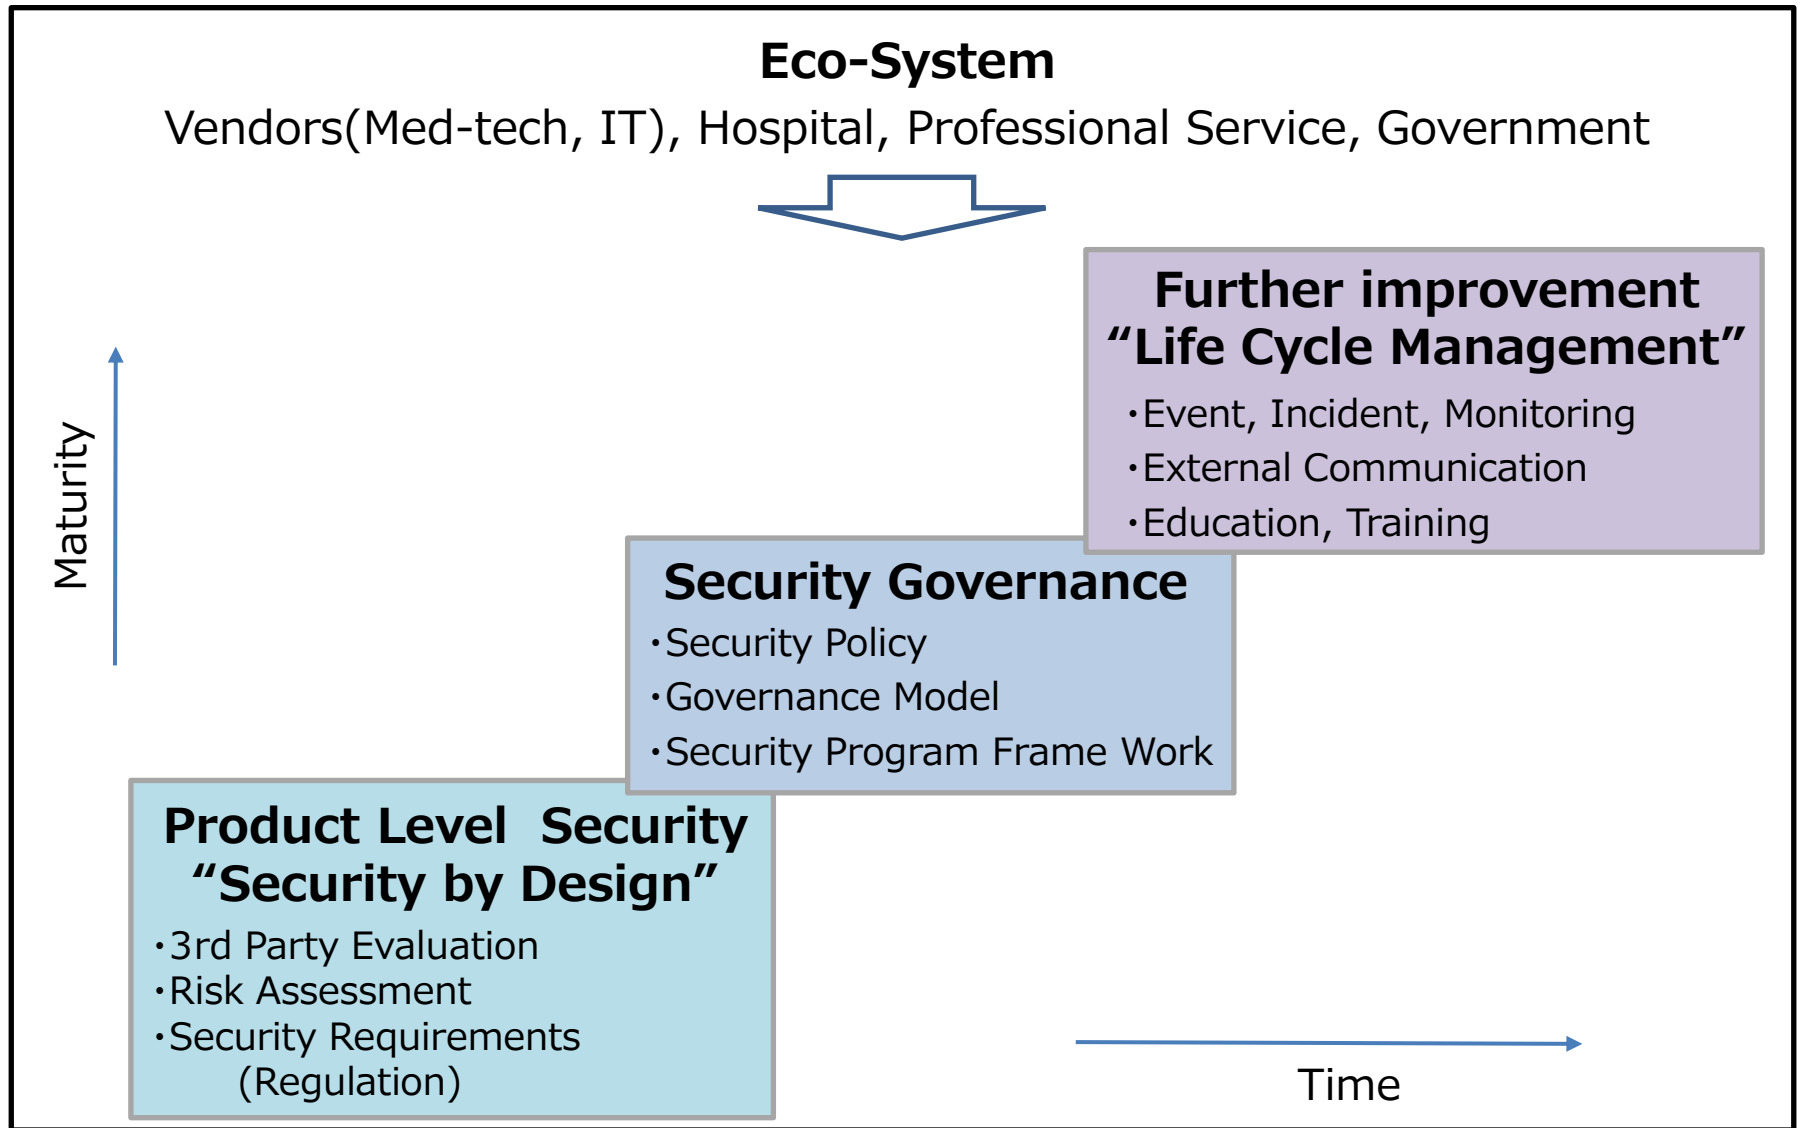 Eco-System
Vendors(Med-tech, IT), Hospital, Professional Service, Government
Further improvement
“Life Cycle Management”
・Event, Incident, Monitoring
・External Communication
・Education, Training
Maturity
Security Governance
・Security Policy
・Governance Model
・Security Program Frame Work
Product Level  Security
“Security by Design”
・3rd Party Evaluation
・Risk Assessment
・Security Requirements
(Regulation)
Time